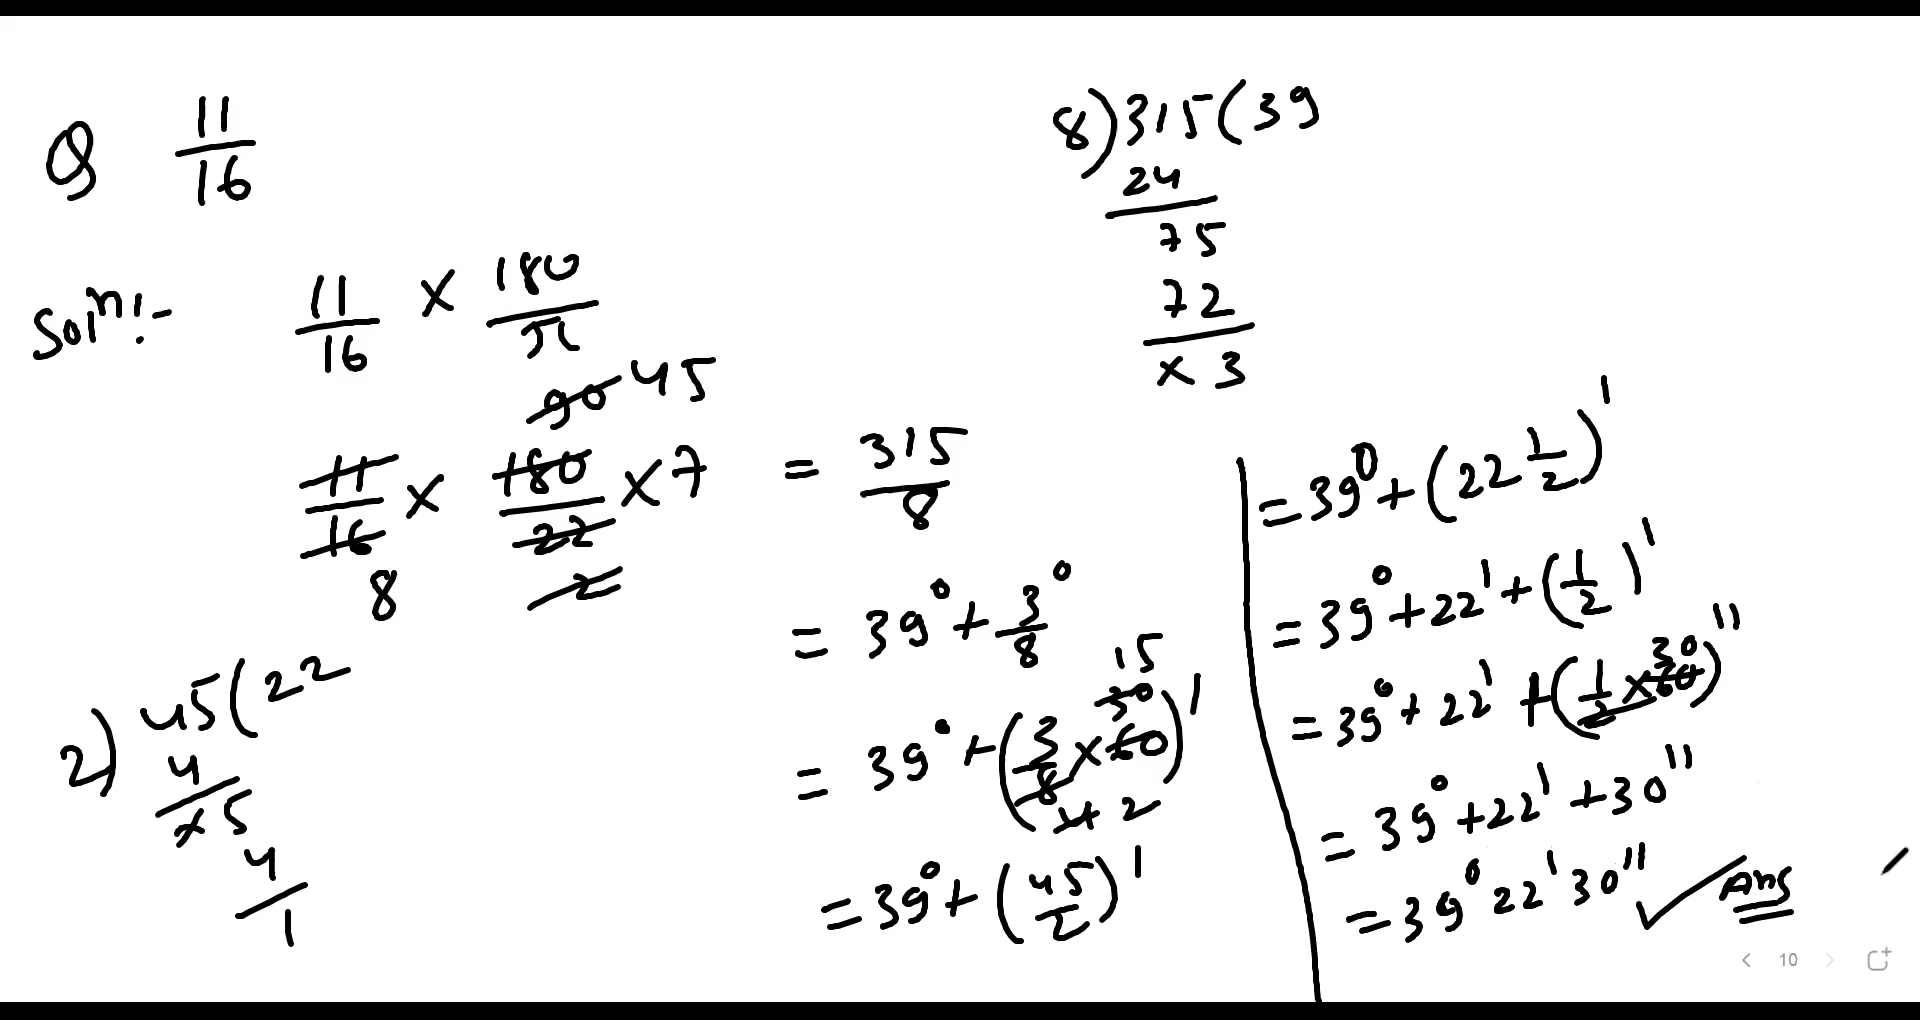 Q 11/16
Soln:- 11/16 × 180/π
90 45
11/16 × 180/22 × 7 = 315/8
8 2
2) 45 (22
4
× 5
4
1
8) 315 (39
24
75
72
× 3
= 39° + 3/8°
15
30
= 39° + (3/8 × 60)'
4 2
= 39° + (45/2)'
= 39° + (22 1/2)'
= 39° + 22' + (1/2)'
30
= 39° + 22' + (1/2 × 60)''
= 39° + 22' + 30''
= 39° 22' 30'' ✓ Ans
< 10 >